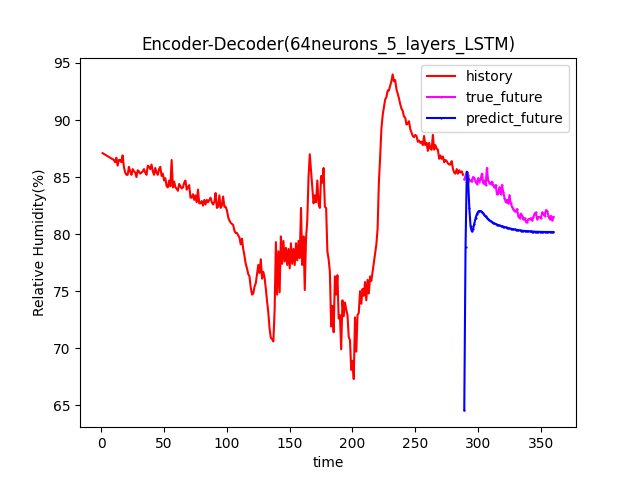 Encoder-Decoder(64neurons_5_layers_LSTM)
history
true_future
predict_future
Relative Humidity(%)
95
90
85
80
75
70
65
0 50 100 150 200 250 300 350
time